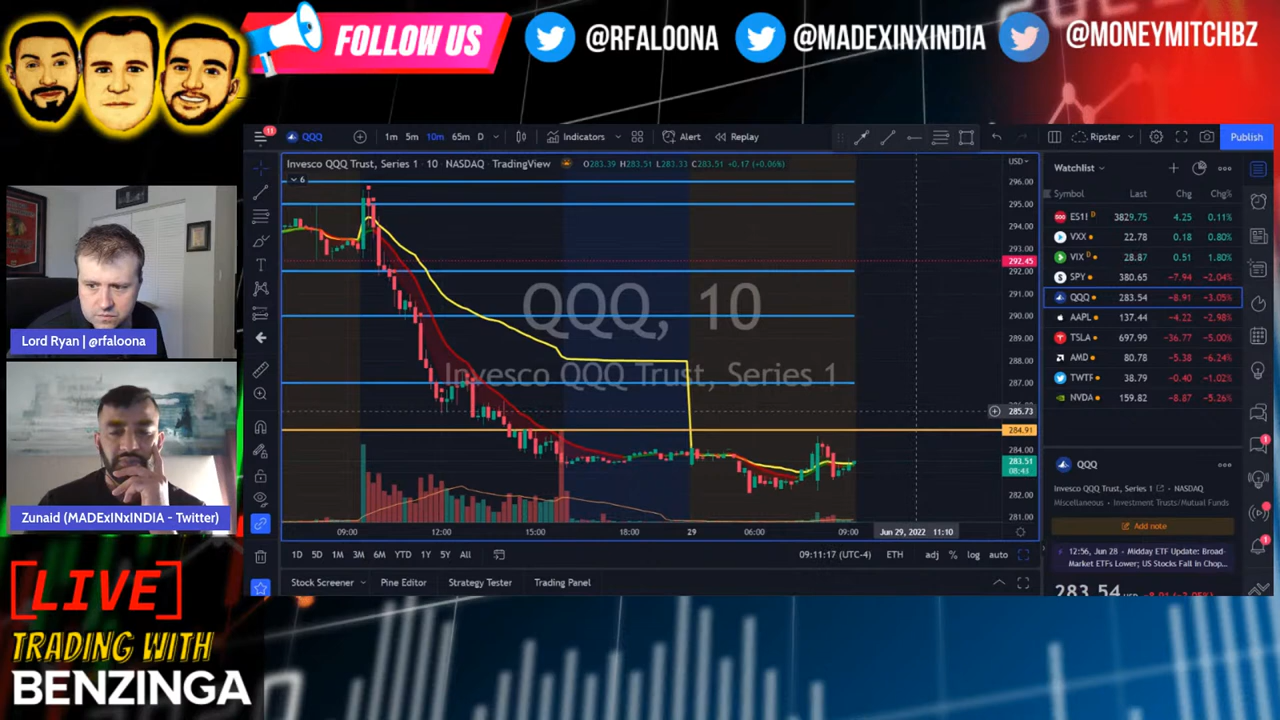 FOLLOW US
@RFALOONA
@MADEXINXINDIA
@MONEYMITCHBZ
11
QQQ
1m 5m 10m 65m D
Indicators
Alert
Replay
Ripster
Publish
Invesco QQQ Trust, Series 1 · 10 · NASDAQ · TradingView
O283.39 H283.51 L283.33 C283.51 +0.17 (+0.06%)
6
USD
QQQ, 10
Invesco QQQ Trust, Series 1
296.00
295.00
294.00
293.00
292.45
292.00
291.00
290.00
289.00
288.00
287.00
285.73
284.91
284.00
283.51
08:43
282.00
281.00
09:00 12:00 15:00 18:00 29 06:00 09:00 Jun 29, 2022 11:10
1D 5D 1M 3M 6M YTD 1Y 5Y All
09:11:17 (UTC-4) ETH adj % log auto
Stock Screener Pine Editor Strategy Tester Trading Panel
Watchlist
Symbol Last Chg Chg%
ES1! D 3829.75 4.25 0.11%
VXX 22.78 0.18 0.80%
VIX D 28.87 0.51 1.80%
SPY 380.65 -7.94 -2.04%
QQQ 283.54 -8.91 -3.05%
AAPL 137.44 -4.22 -2.98%
TSLA 697.99 -36.77 -5.00%
AMD 80.78 -5.38 -6.24%
TWTR 38.79 -0.40 -1.02%
NVDA 159.82 -8.87 -5.26%
QQQ
Invesco QQQ Trust, Series 1 NASDAQ
Miscellaneous · Investment Trusts/Mutual Funds
Add note
12:56, Jun 28 · Midday ETF Update: Broad-
Market ETFs Lower; US Stocks Fall in Chop...
283.54
Lord Ryan | @rfaloona
Zunaid (MADExINxINDIA - Twitter)
[LIVE]
TRADING WITH
BENZINGA